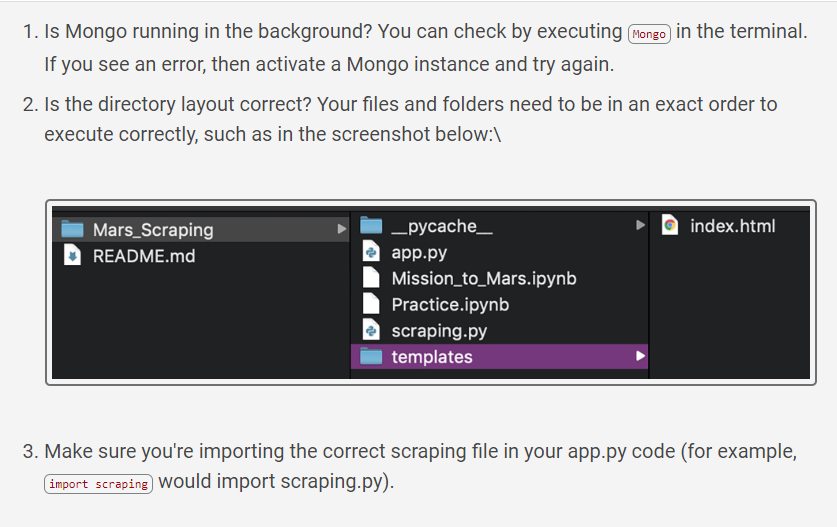 1. Is Mongo running in the background? You can check by executing Mongo in the terminal.
If you see an error, then activate a Mongo instance and try again.
2. Is the directory layout correct? Your files and folders need to be in an exact order to
execute correctly, such as in the screenshot below:\
Mars_Scraping
README.md
__pycache__
app.py
Mission_to_Mars.ipynb
Practice.ipynb
scraping.py
templates
index.html
3. Make sure you're importing the correct scraping file in your app.py code (for example,
import scraping would import scraping.py).